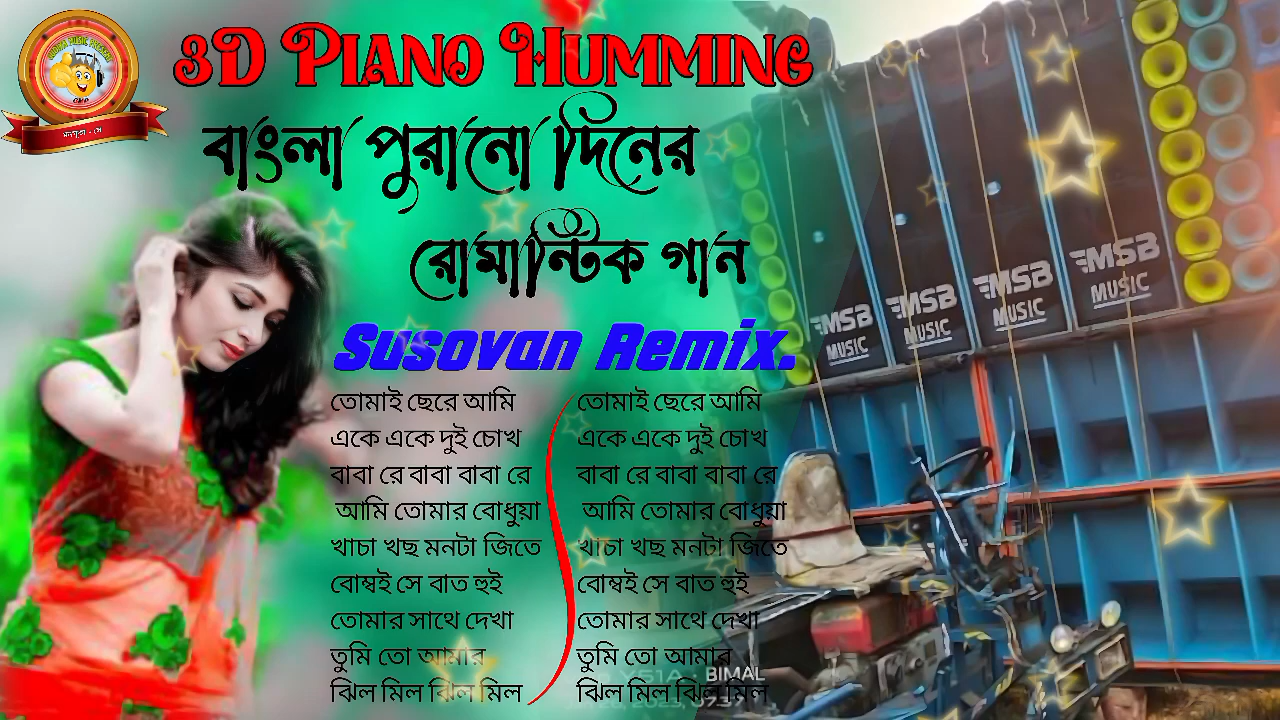 3D Piano Humming
বাংলা পুরানো দিনের
রোমান্টিক গান
Susovan Remix.
তোমাই ছেরে আমি
একে একে দুই চোখ
বাবা রে বাবা বাবা রে
আমি তোমার বোধুয়া
খাচা খছ মনটা জিতে
বোম্বই সে বাত হুই
তোমার সাথে দেখা
তুমি তো আমার
ঝিল মিল ঝিল মিল
তোমাই ছেরে আমি
একে একে দুই চোখ
বাবা রে বাবা বাবা রে
আমি তোমার বোধুয়া
খাচা খছ মনটা জিতে
বোম্বই সে বাত হুই
তোমার সাথে দেখা
তুমি তো আমার
ঝিল মিল ঝিল মিল
MSB
MUSIC
MSB
MUSIC
MSB
MUSIC
MSB
MUSIC
Y51A BIMAL